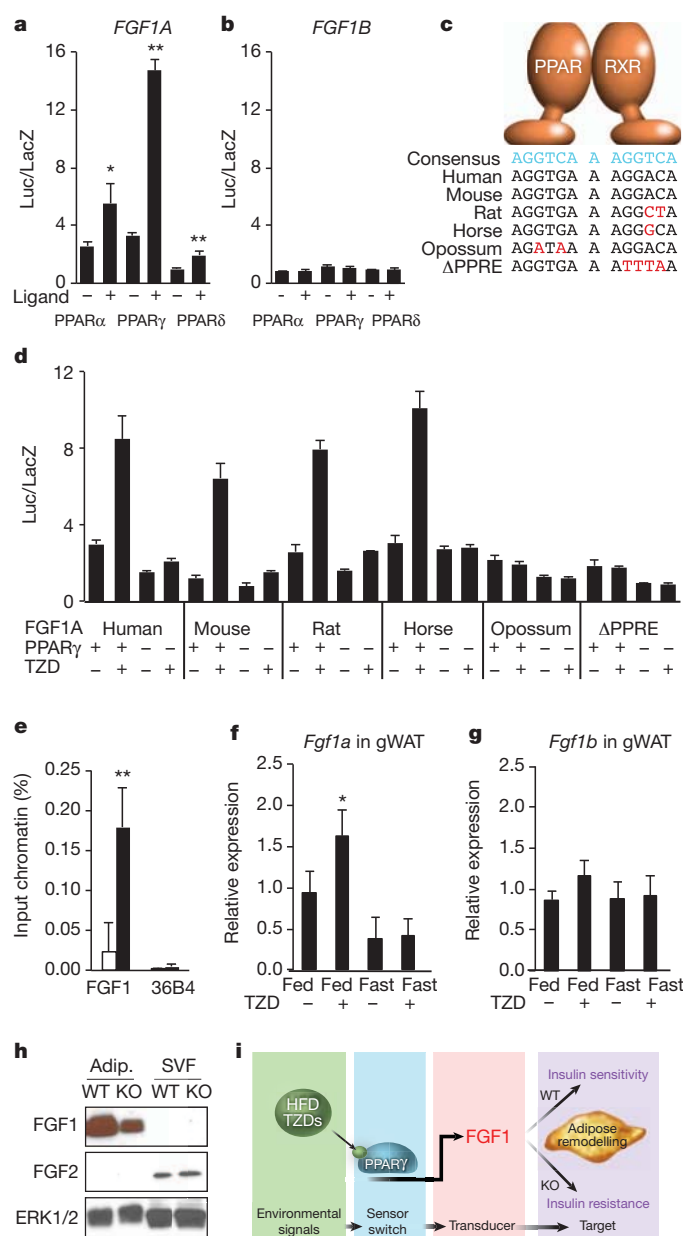 a FGF1A
Luc/LacZ
16
12
8
4
0
* ** **
Ligand – + – + – +
PPARα PPARγ PPARδ
b FGF1B
Luc/LacZ
16
12
8
4
0
– + – + – +
PPARα PPARγ PPARδ
c
PPAR RXR
Consensus AGGTCA A AGGTCA
Human AGGTGA A AGGACA
Mouse AGGTGA A AGGACA
Rat AGGTGA A AGGCTA
Horse AGGTGA A AGGGCA
Opossum AGATAA A AGGACA
ΔPPRE AGGTGA A ATTTAA
d
Luc/LacZ
12
8
4
0
FGF1A Human Mouse Rat Horse Opossum ΔPPRE
PPARγ + + – – + + – – + + – – + + – – + + – – + + – –
TZD – + – + – + – + – + – + – + – + – + – + – + – +
e
Input chromatin (%)
0.25
0.20
0.15
0.10
0.05
0.00
**
FGF1 36B4
f Fgf1a in gWAT
Relative expression
2.5
2.0
1.5
1.0
0.5
0.0
*
Fed Fed Fast Fast
TZD – + – +
g Fgf1b in gWAT
Relative expression
2.5
2.0
1.5
1.0
0.5
0.0
Fed Fed Fast Fast
TZD – + – +
h
Adip. SVF
WT KO WT KO
FGF1
FGF2
ERK1/2
i
HFD
TZDs
PPARγ
FGF1
Insulin sensitivity
WT
Adipose
remodelling
KO
Insulin resistance
Environmental
signals
Sensor
switch
Transducer
Target